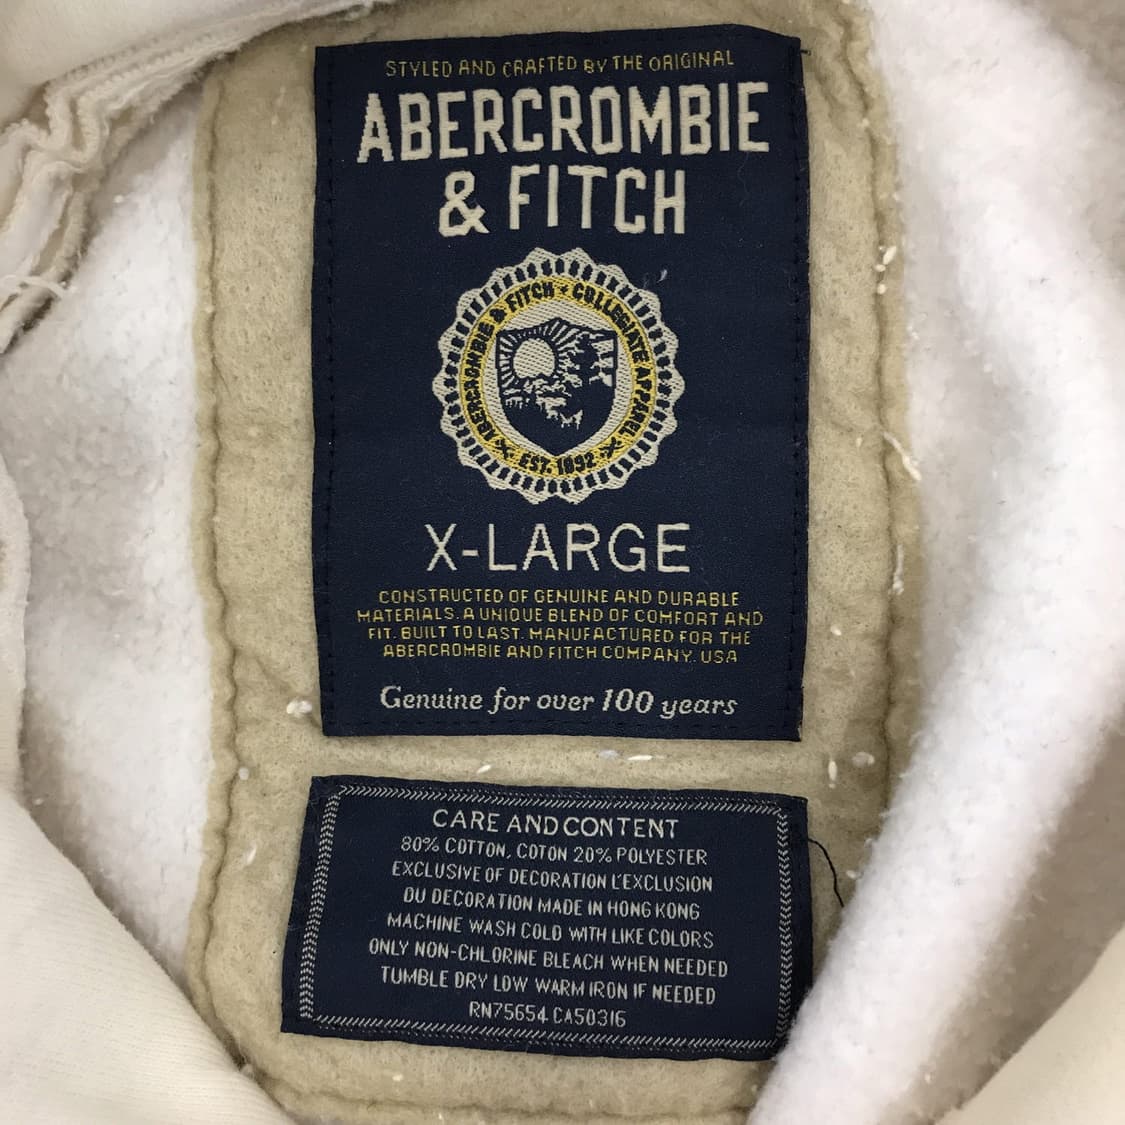 STYLED AND CRAFTED BY THE ORIGINAL
ABERCROMBIE
& FITCH
ABERCROMBIE & FITCH * COLLEGIATE APPAREL
EST. 1892
X-LARGE
CONSTRUCTED OF GENUINE AND DURABLE
MATERIALS. A UNIQUE BLEND OF COMFORT AND
FIT. BUILT TO LAST. MANUFACTURED FOR THE
ABERCROMBIE AND FITCH COMPANY. USA
Genuine for over 100 years
CARE AND CONTENT
80% COTTON, COTON 20% POLYESTER
EXCLUSIVE OF DECORATION L'EXCLUSION
DU DECORATION MADE IN HONG KONG
MACHINE WASH COLD WITH LIKE COLORS
ONLY NON-CHLORINE BLEACH WHEN NEEDED
TUMBLE DRY LOW WARM IRON IF NEEDED
RN75654 CA50316